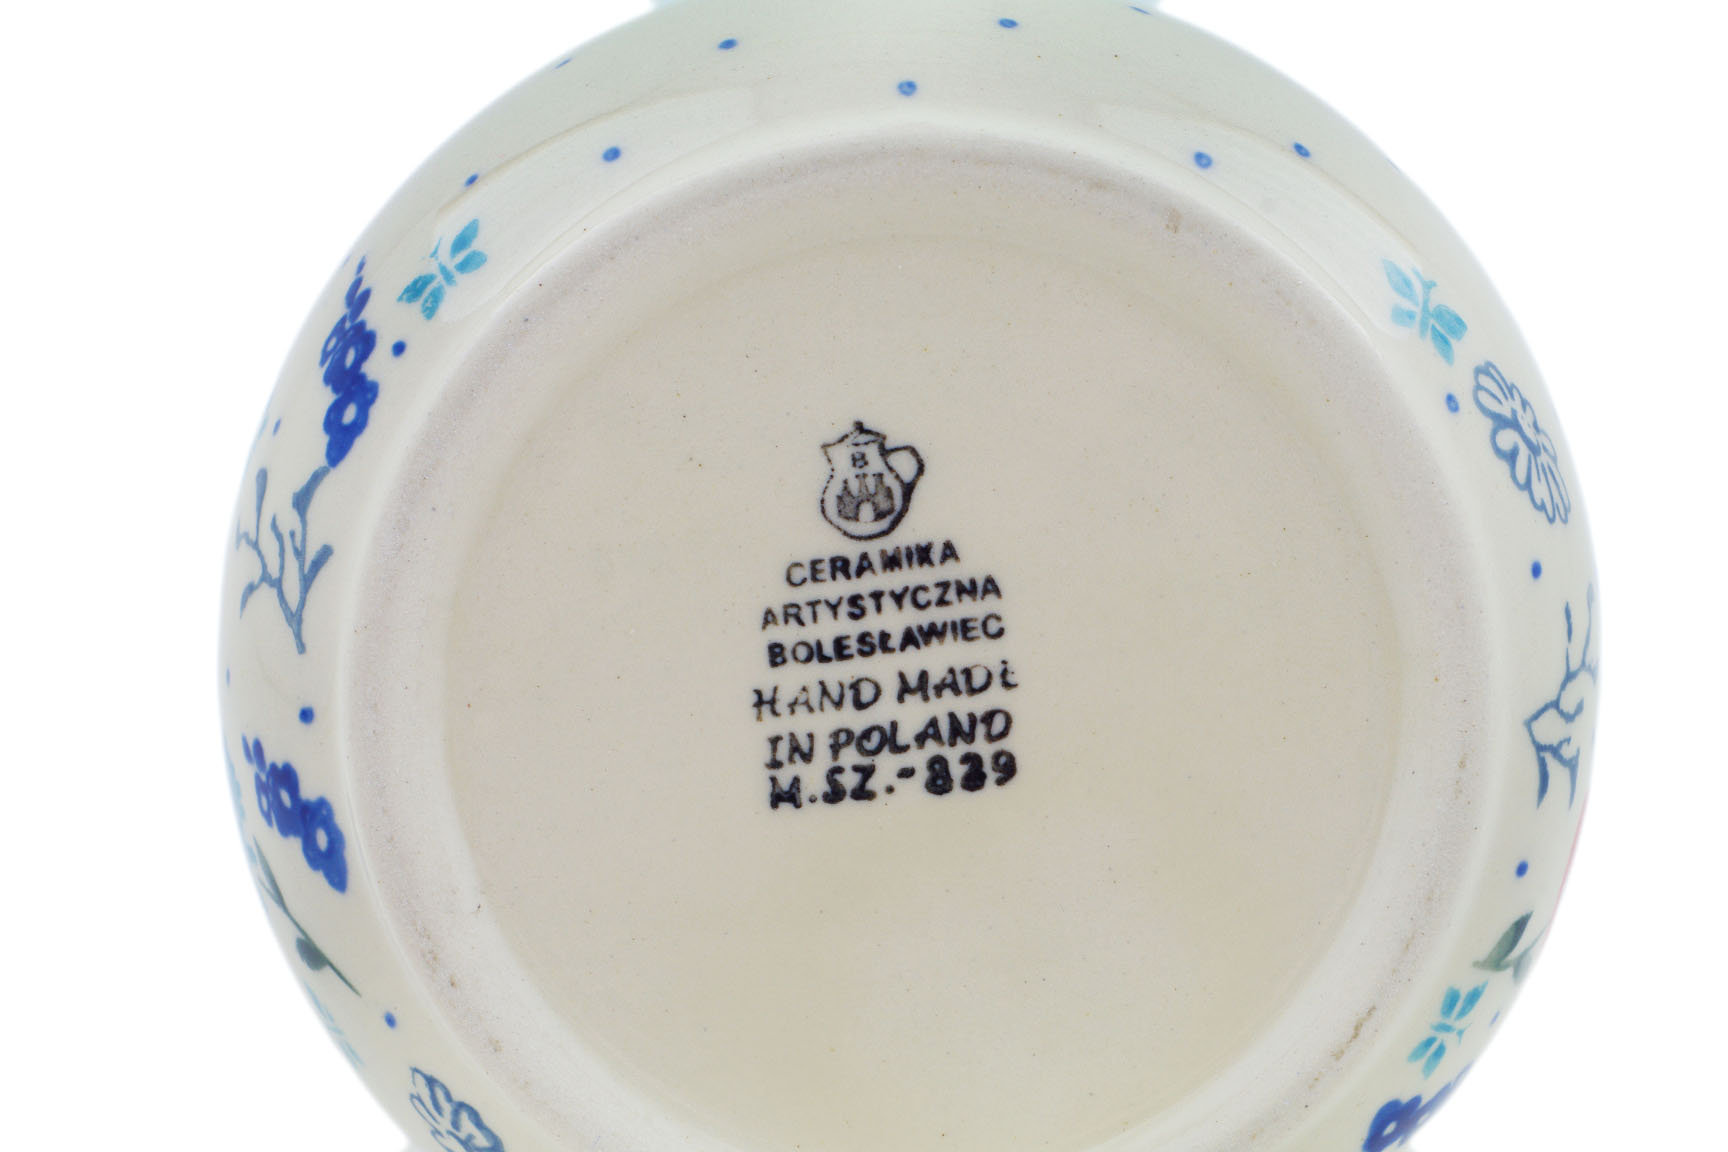 B
CERAMIKA
ARTYSTYCZNA
BOLESŁAWIEC
HAND MADE
IN POLAND
M.SZ.-839